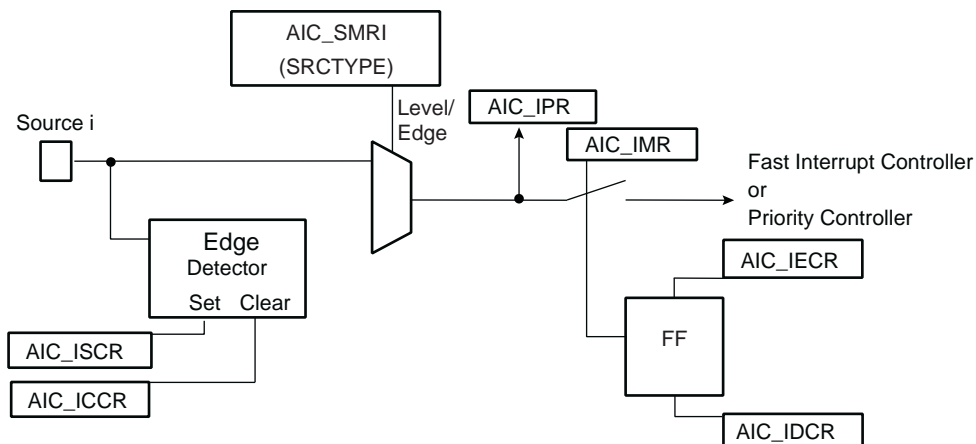 AIC_SMRI
(SRCTYPE)
Level/
Edge
AIC_IPR
Source i
AIC_IMR
Fast Interrupt Controller
or
Priority Controller
Edge
Detector
Set Clear
AIC_IECR
AIC_ISCR
FF
AIC_ICCR
AIC_IDCR